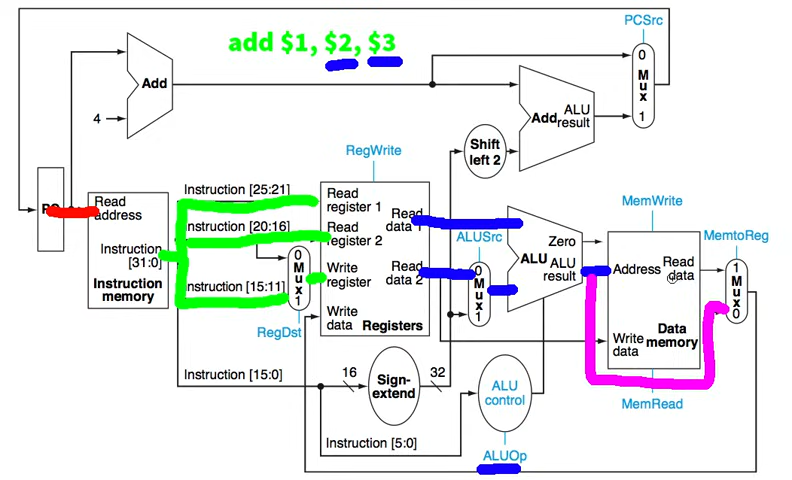 add $1, $2, $3
PCSrc
0
Mux
1
Add
4
Add
ALU
result
Shift
left 2
RegWrite
Read
address
Instruction
[31:0]
Instruction
memory
Instruction [25:21]
Instruction [20:16]
Instruction [15:11]
0
Mux
1
RegDst
Read
register 1
Read
register 2
Write
register
Write
data
Read
data 1
Read
data 2
Registers
ALUSrc
0
Mux
1
Zero
ALU
ALU
result
MemWrite
Address
Read
data
Write
data
Data
memory
MemRead
MemtoReg
1
Mux
0
Instruction [15:0]
16
Sign-
extend
32
ALU
control
Instruction [5:0]
ALUOp